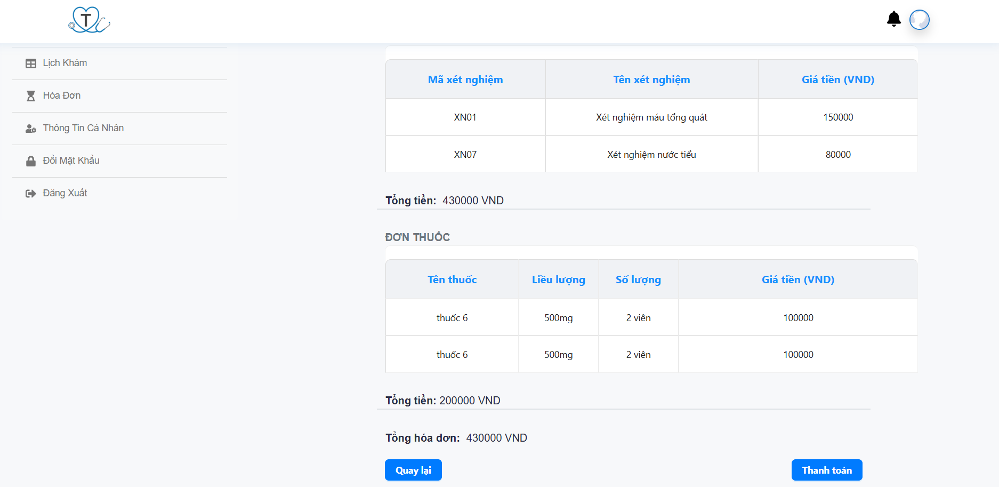 T
Lịch Khám
Hóa Đơn
Thông Tin Cá Nhân
Đổi Mật Khẩu
Đăng Xuất
Mã xét nghiệm Tên xét nghiệm Giá tiền (VND)
XN01 Xét nghiệm máu tổng quát 150000
XN07 Xét nghiệm nước tiểu 80000
Tổng tiền: 430000 VND
ĐƠN THUỐC
Tên thuốc Liều lượng Số lượng Giá tiền (VND)
thuốc 6 500mg 2 viên 100000
thuốc 6 500mg 2 viên 100000
Tổng tiền: 200000 VND
Tổng hóa đơn: 430000 VND
Quay lại Thanh toán